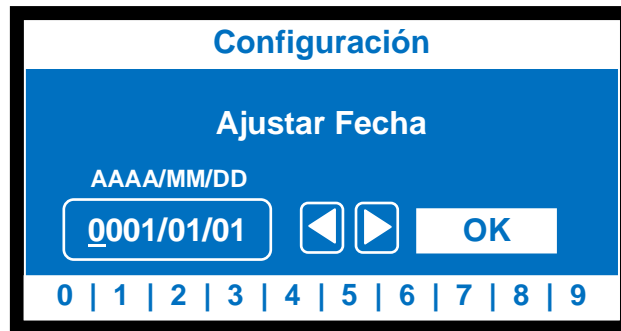 Configuración
Ajustar Fecha
AAAA/MM/DD
0001/01/01 OK
0 | 1 | 2 | 3 | 4 | 5 | 6 | 7 | 8 | 9